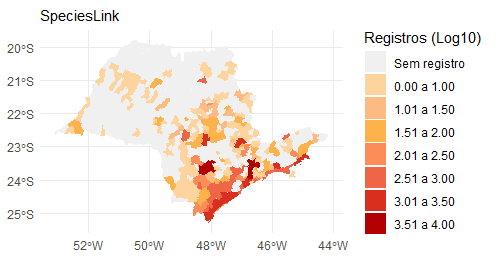 SpeciesLink
20°S
21°S
22°S
23°S
24°S
25°S
52°W 50°W 48°W 46°W 44°W
Registros (Log10)
Sem registro
0.00 a 1.00
1.01 a 1.50
1.51 a 2.00
2.01 a 2.50
2.51 a 3.00
3.01 a 3.50
3.51 a 4.00